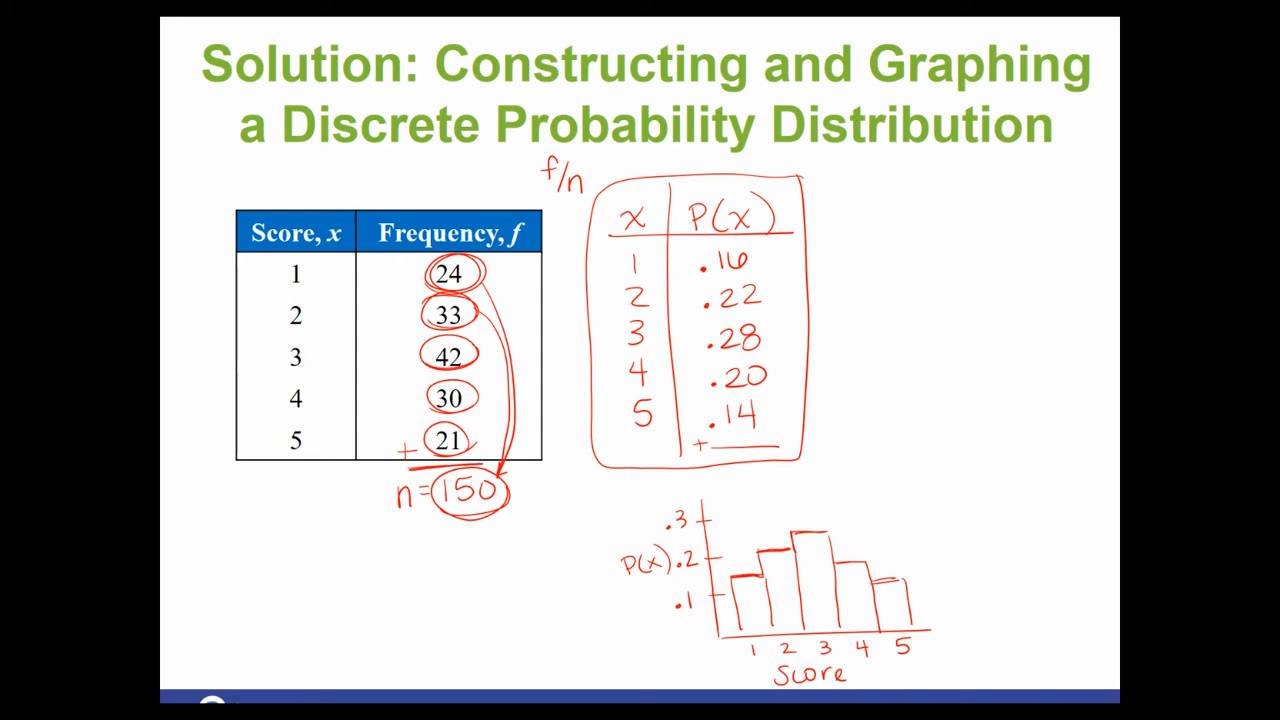 Solution: Constructing and Graphing
a Discrete Probability Distribution
f/n
Score, x Frequency, f
1 24
2 33
3 42
4 30
5 21
+
n=150
x P(x)
1 .16
2 .22
3 .28
4 .20
5 .14
+
.3
P(x) .2
.1
1 2 3 4 5
Score